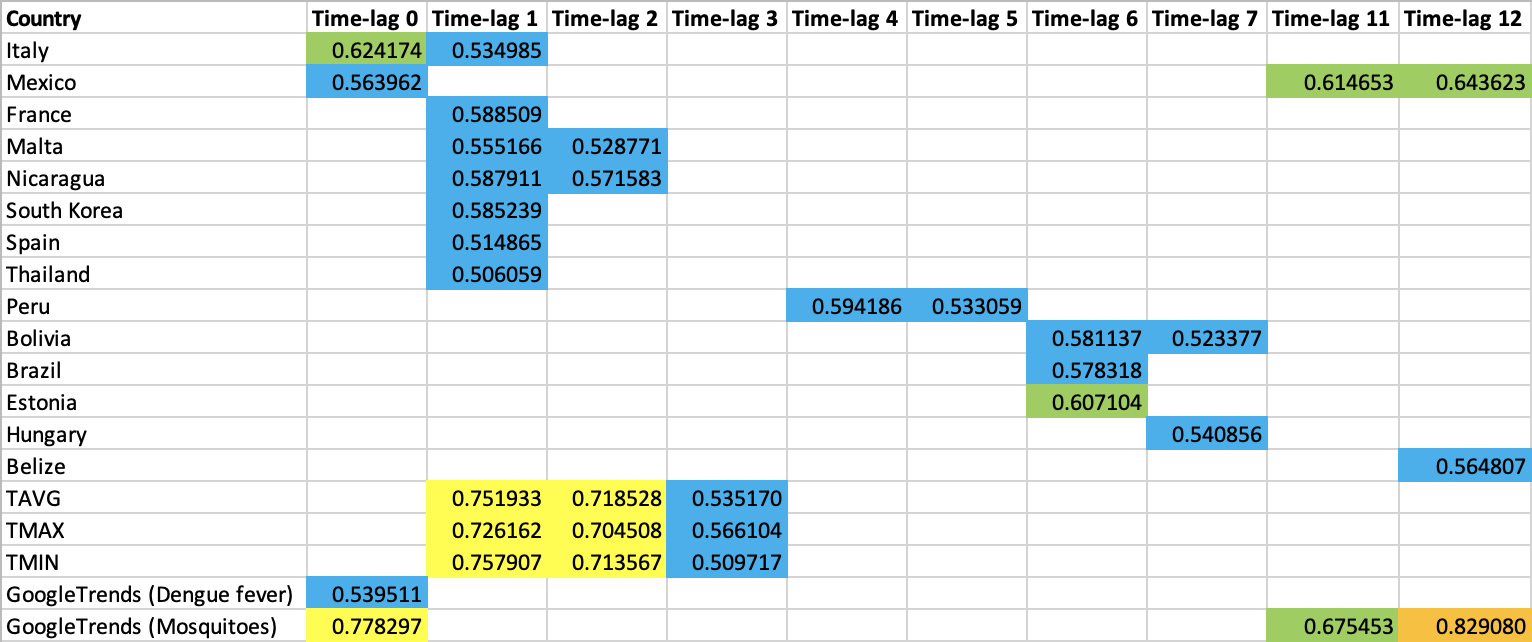 Country Time-lag 0 Time-lag 1 Time-lag 2 Time-lag 3 Time-lag 4 Time-lag 5 Time-lag 6 Time-lag 7 Time-lag 11 Time-lag 12
Italy 0.624174 0.534985
Mexico 0.563962 0.614653 0.643623
France 0.588509
Malta 0.555166 0.528771
Nicaragua 0.587911 0.571583
South Korea 0.585239
Spain 0.514865
Thailand 0.506059
Peru 0.594186 0.533059
Bolivia 0.581137 0.523377
Brazil 0.578318
Estonia 0.607104
Hungary 0.540856
Belize 0.564807
TAVG 0.751933 0.718528 0.535170
TMAX 0.726162 0.704508 0.566104
TMIN 0.757907 0.713567 0.509717
GoogleTrends (Dengue fever) 0.539511
GoogleTrends (Mosquitoes) 0.778297 0.675453 0.829080